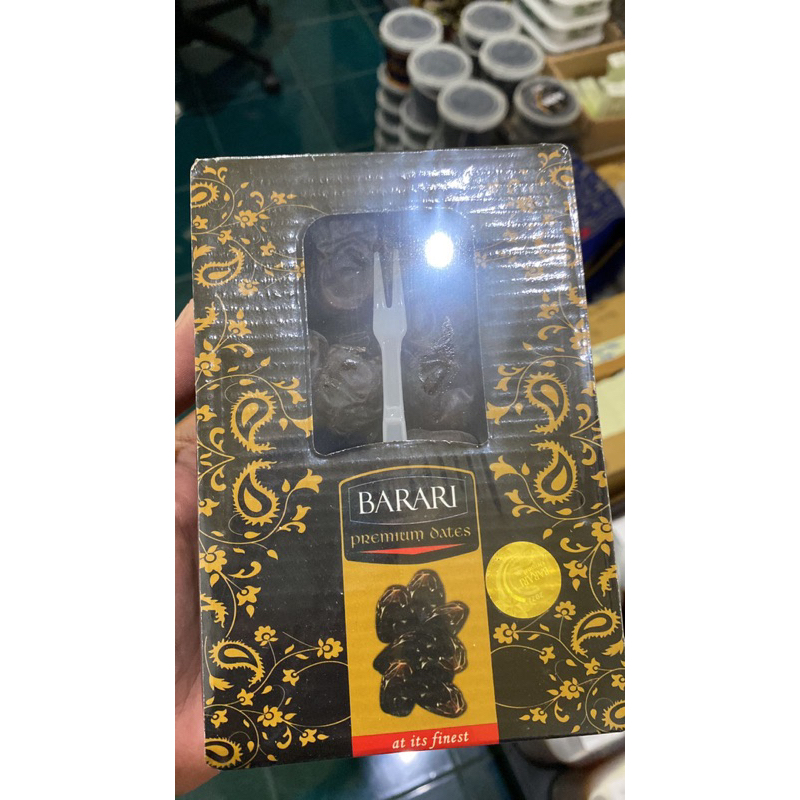 BARARI
PREMIUM DATES
at its finest